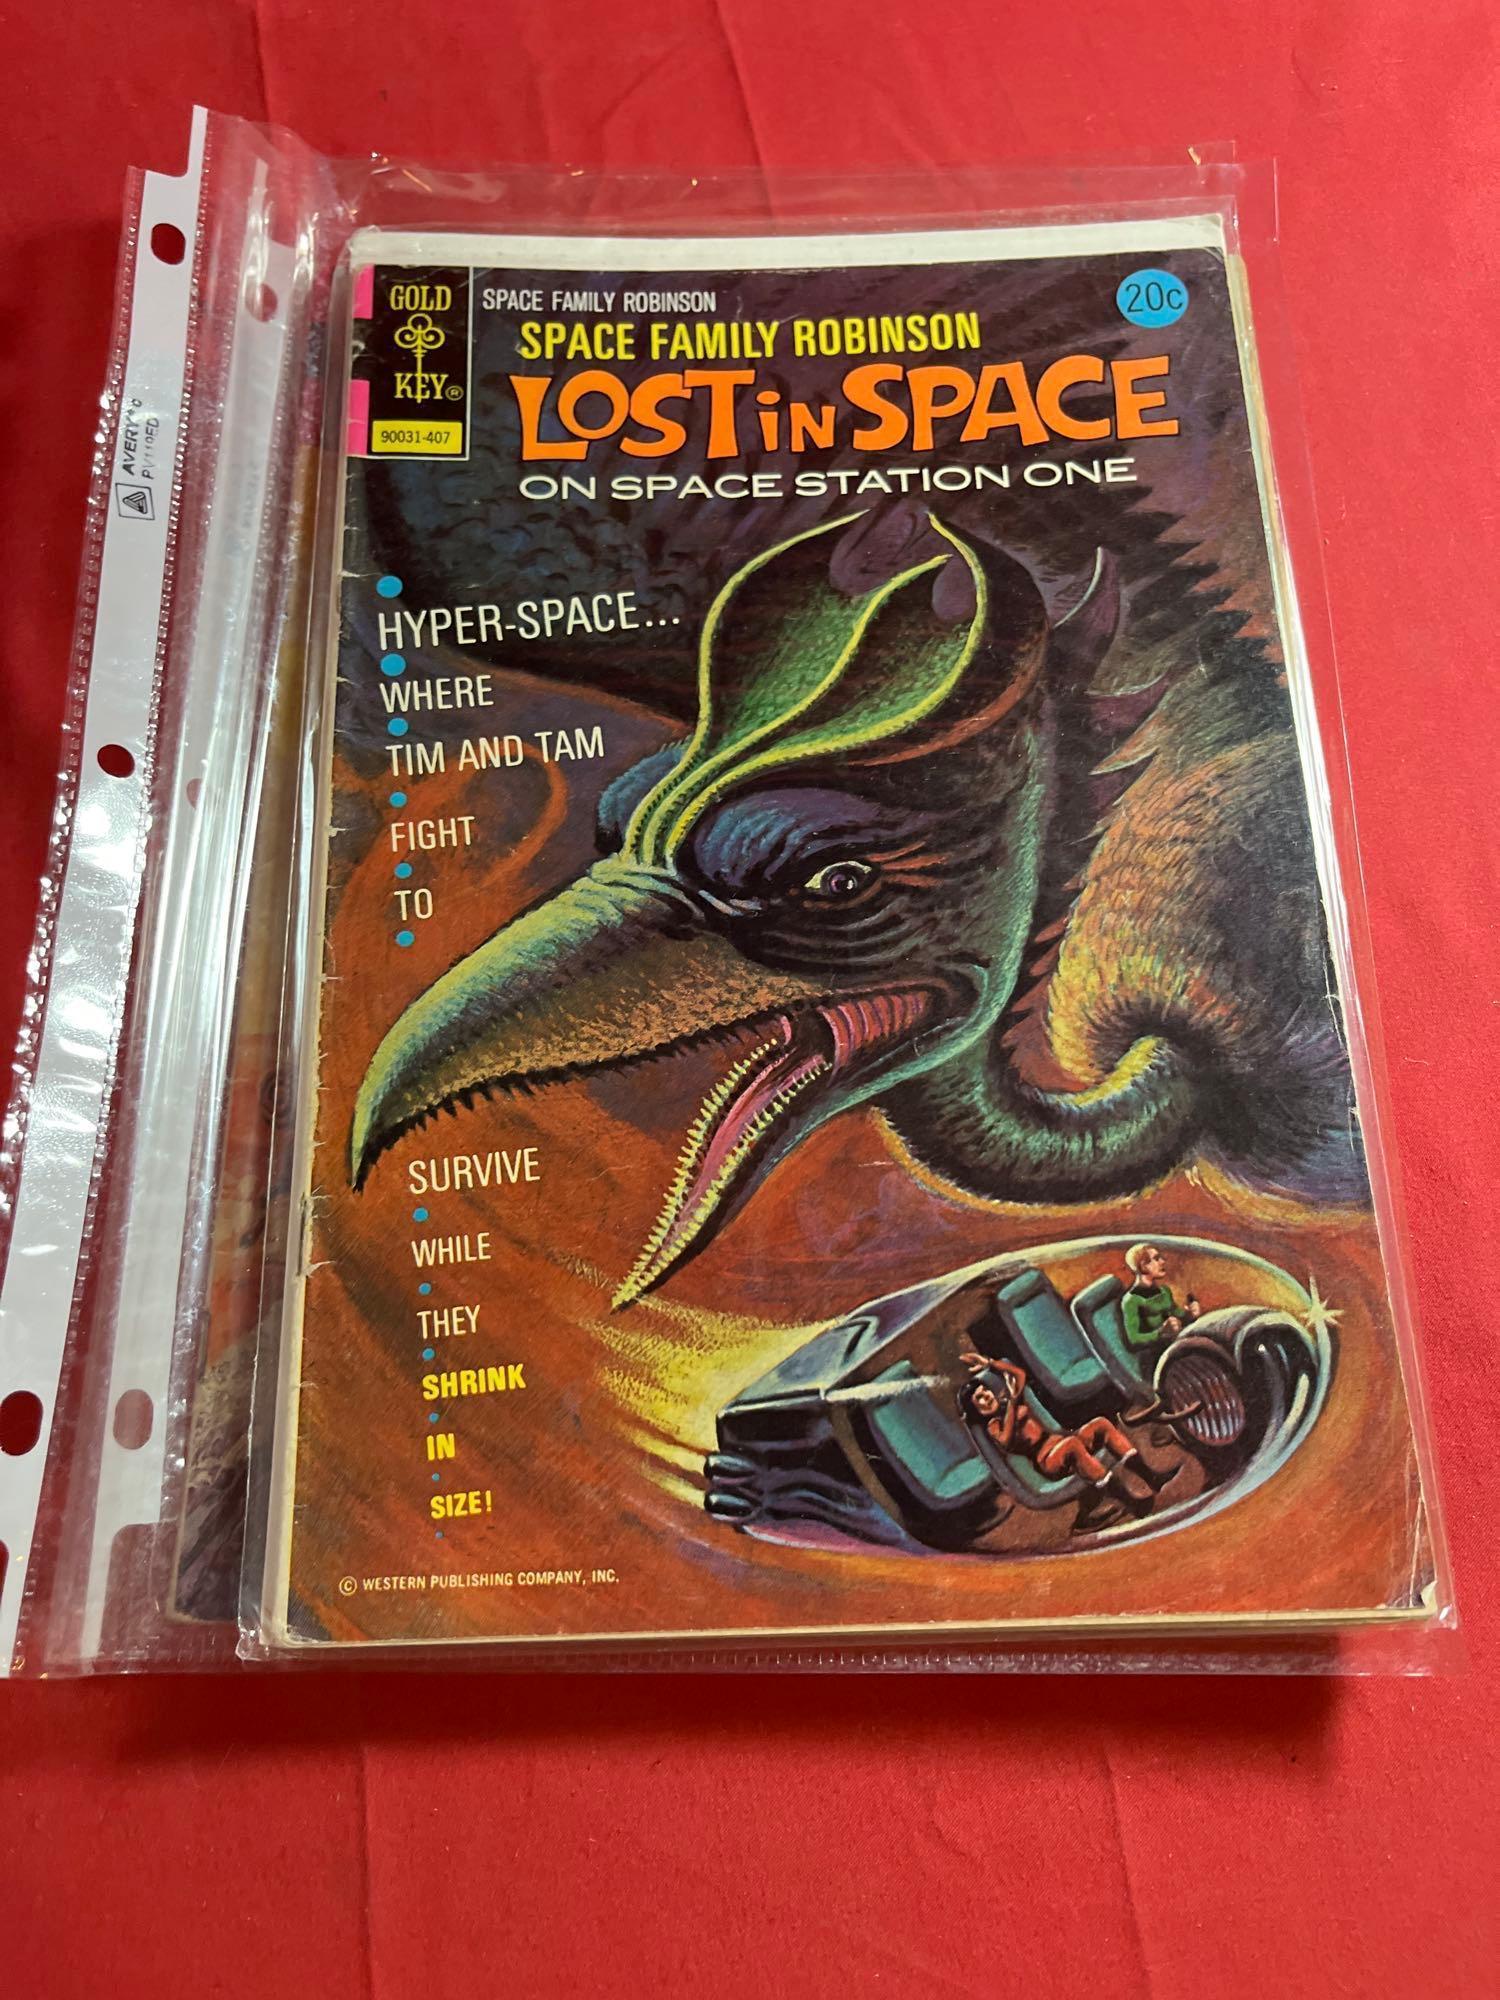 GOLD
KEY®
90031-407
SPACE FAMILY ROBINSON
20c
SPACE FAMILY ROBINSON
LOST iN SPACE
ON SPACE STATION ONE
HYPER-SPACE...
WHERE
TIM AND TAM
FIGHT
TO
SURVIVE
WHILE
THEY
SHRINK
IN
SIZE!
© WESTERN PUBLISHING COMPANY, INC.
AVERY
PV119ED